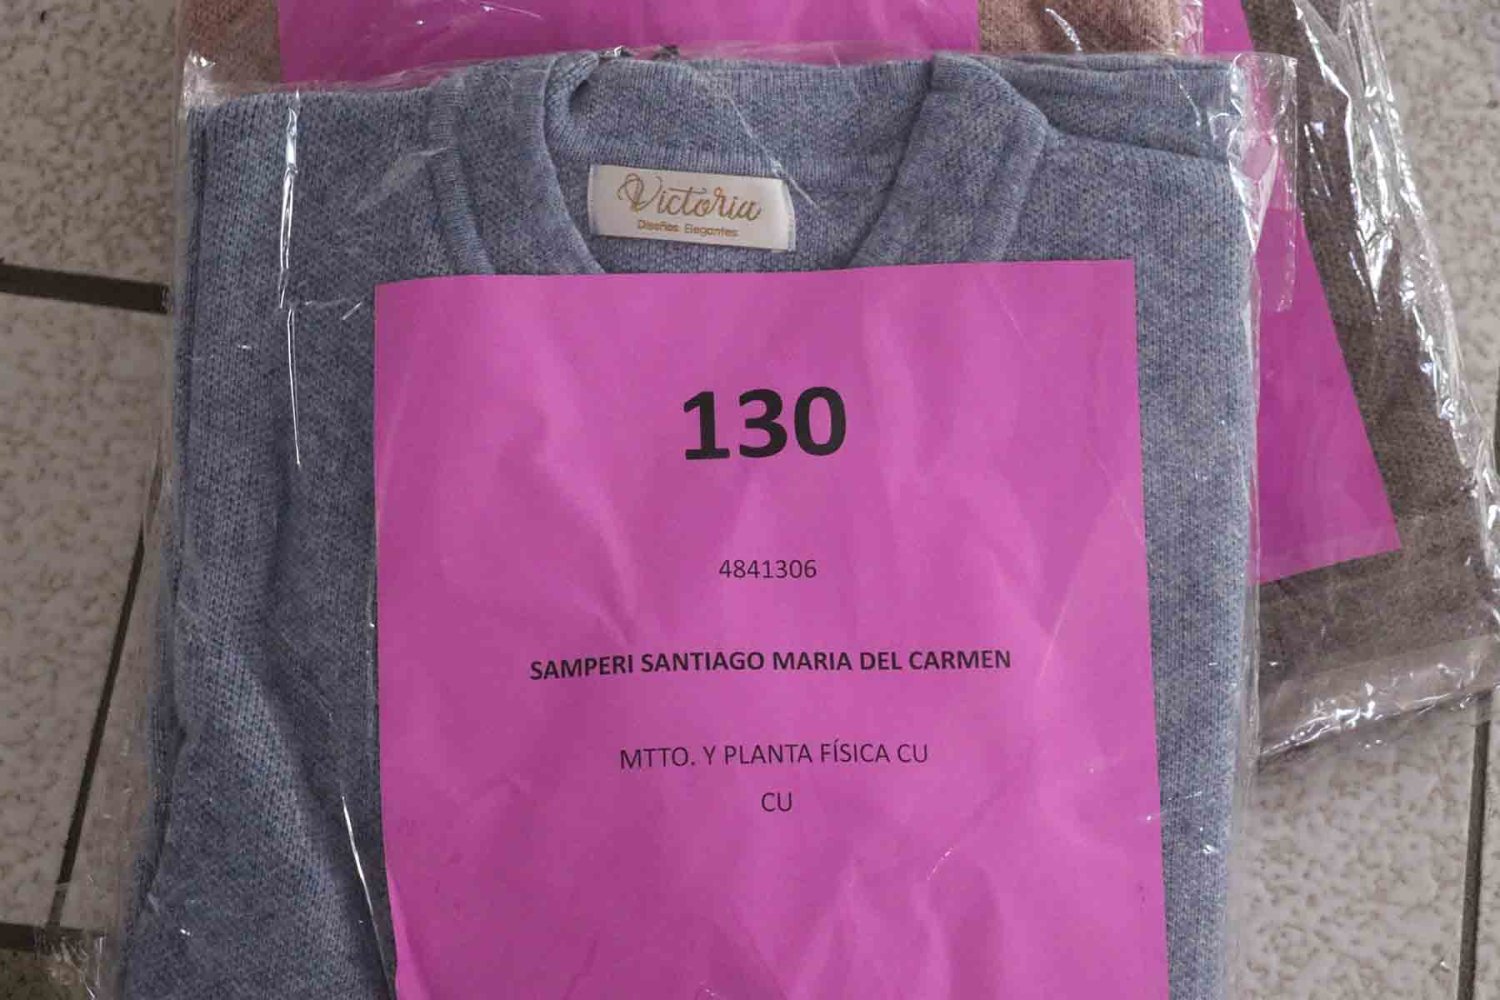 Victoria
Diseños Elegantes
130
4841306
SAMPERI SANTIAGO MARIA DEL CARMEN
MTTO. Y PLANTA FÍSICA CU
CU